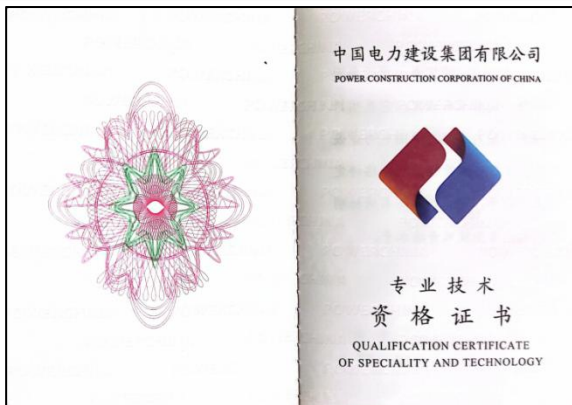 中国电力建设集团有限公司
POWER CONSTRUCTION CORPORATION OF CHINA
专业技术
资格证书
QUALIFICATION CERTIFICATE
OF SPECIALITY AND TECHNOLOGY